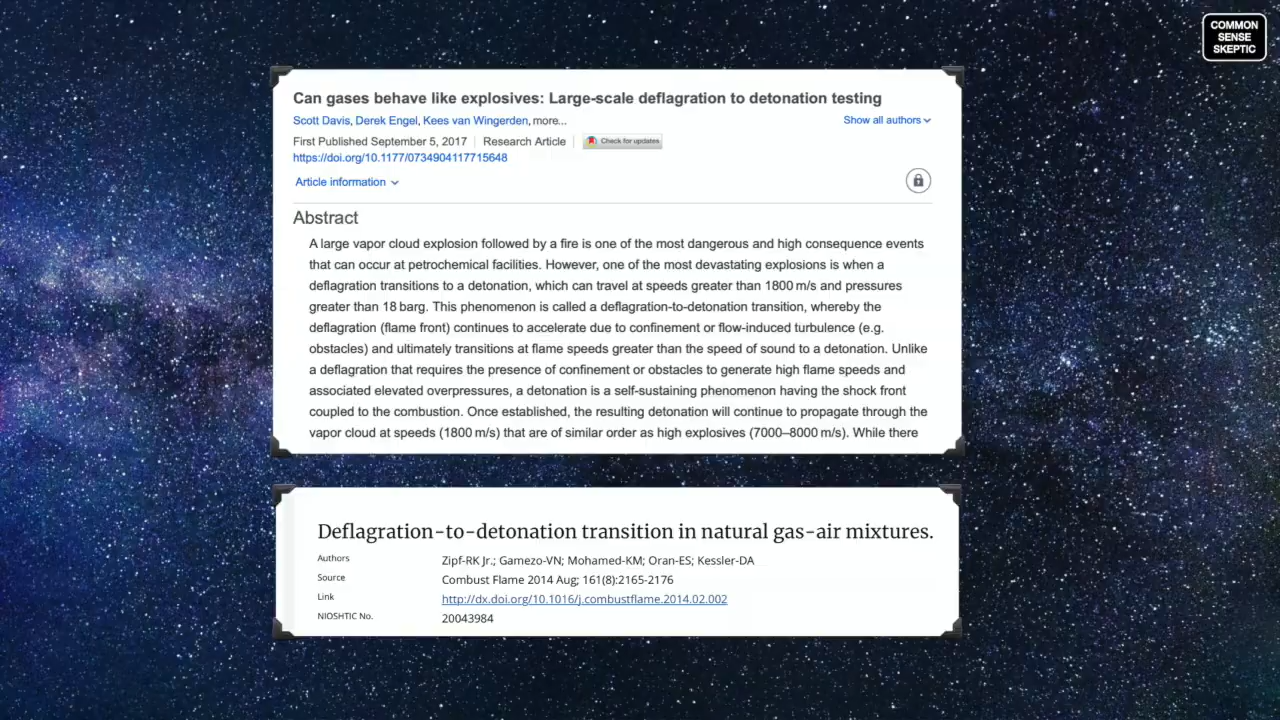 COMMON
SENSE
SKEPTIC
Can gases behave like explosives: Large-scale deflagration to detonation testing
Scott Davis, Derek Engel, Kees van Wingerden, more...
Show all authors
First Published September 5, 2017 | Research Article | Check for updates
https://doi.org/10.1177/0734904117715648
Article information
Abstract
A large vapor cloud explosion followed by a fire is one of the most dangerous and high consequence events
that can occur at petrochemical facilities. However, one of the most devastating explosions is when a
deflagration transitions to a detonation, which can travel at speeds greater than 1800 m/s and pressures
greater than 18 barg. This phenomenon is called a deflagration-to-detonation transition, whereby the
deflagration (flame front) continues to accelerate due to confinement or flow-induced turbulence (e.g.
obstacles) and ultimately transitions at flame speeds greater than the speed of sound to a detonation. Unlike
a deflagration that requires the presence of confinement or obstacles to generate high flame speeds and
associated elevated overpressures, a detonation is a self-sustaining phenomenon having the shock front
coupled to the combustion. Once established, the resulting detonation will continue to propagate through the
vapor cloud at speeds (1800 m/s) that are of similar order as high explosives (7000–8000 m/s). While there
Deflagration-to-detonation transition in natural gas-air mixtures.
Authors Zipf-RK Jr.; Gamezo-VN; Mohamed-KM; Oran-ES; Kessler-DA
Source Combust Flame 2014 Aug; 161(8):2165-2176
Link http://dx.doi.org/10.1016/j.combustflame.2014.02.002
NIOSHTIC No. 20043984